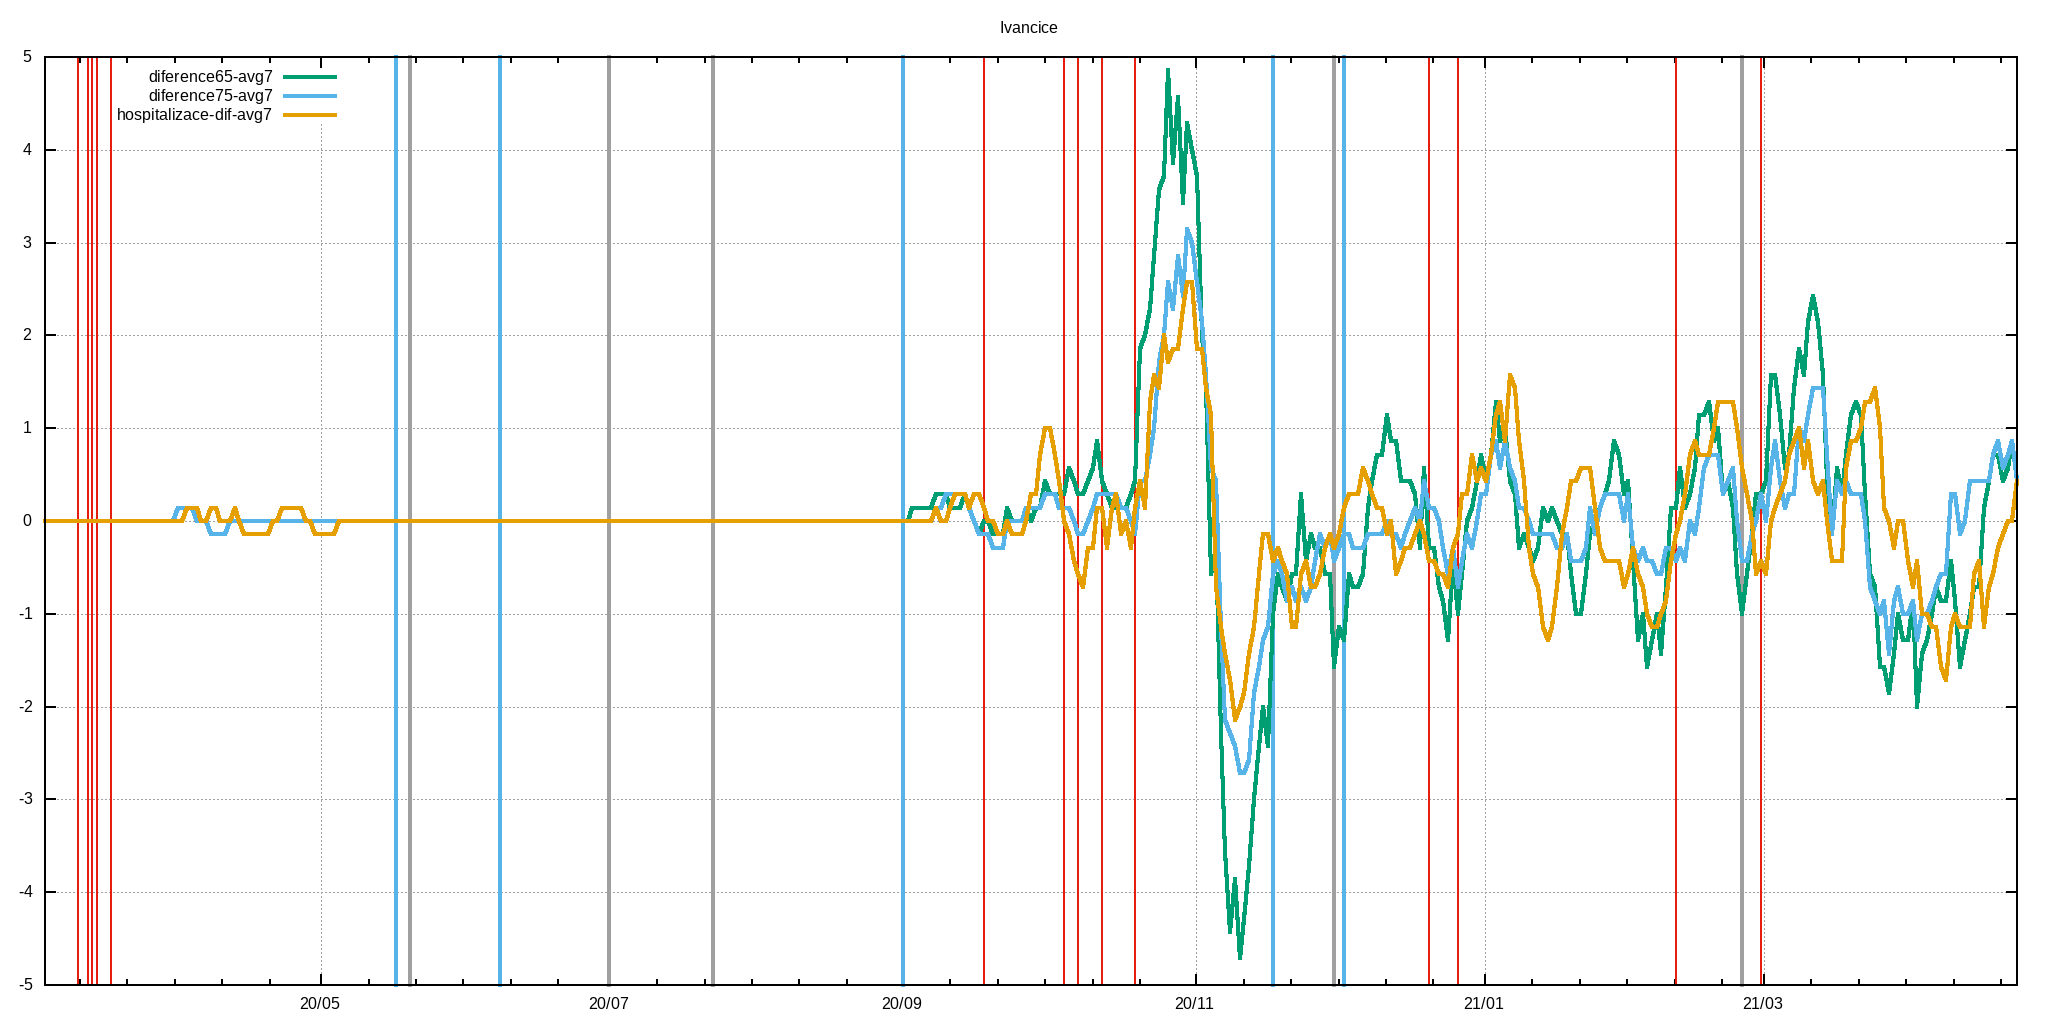 Ivancice
5
diference65-avg7
diference75-avg7
hospitalizace-dif-avg7
4
3
2
1
0
-1
-2
-3
-4
-5
20/05 20/07 20/09 20/11 21/01 21/03